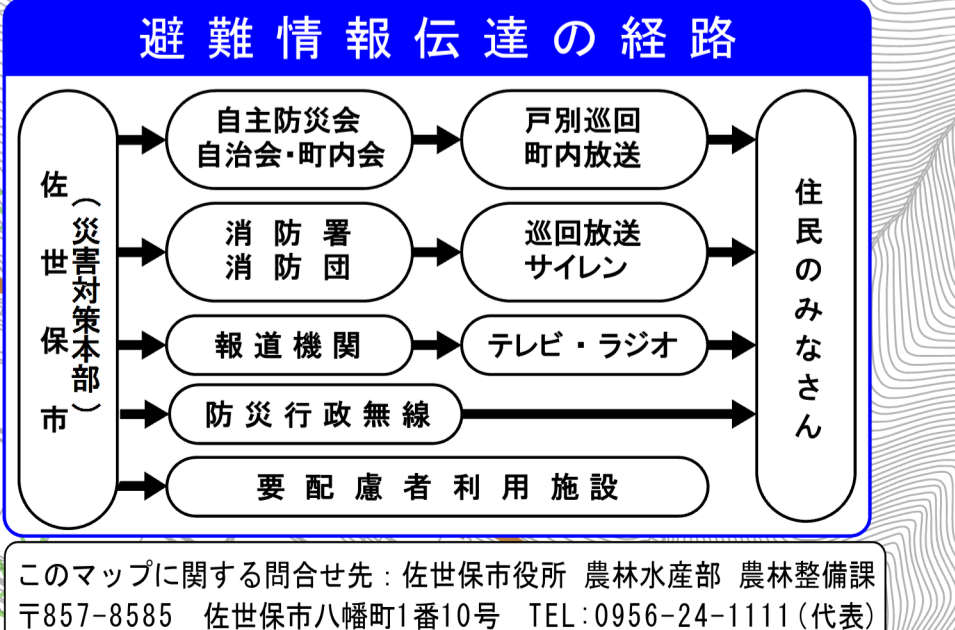 避難情報伝達の経路
佐世保市
（災害対策本部）
自主防災会
自治会・町内会
戸別巡回
町内放送
消防署
消防団
巡回放送
サイレン
報道機関
テレビ・ラジオ
防災行政無線
要配慮者利用施設
住民のみなさん
このマップに関する問合せ先：佐世保市役所 農林水産部 農林整備課
〒857-8585 佐世保市八幡町1番10号 TEL:0956-24-1111(代表)